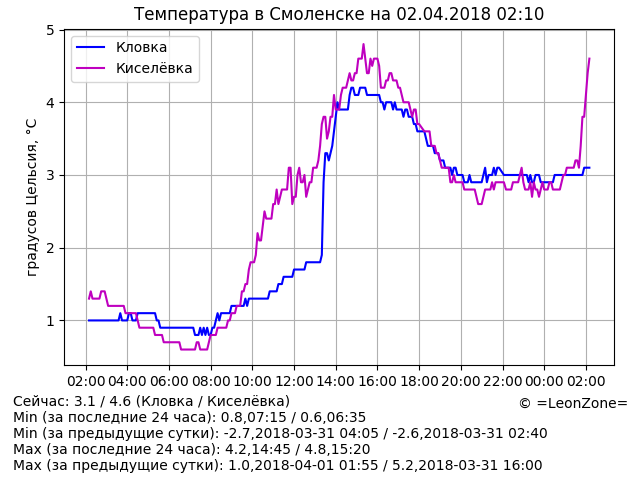 Температура в Смоленске на 02.04.2018 02:10
градусов Цельсия, °C
5
4
3
2
1
Кловка
Киселёвка
02:00 04:00 06:00 08:00 10:00 12:00 14:00 16:00 18:00 20:00 22:00 00:00 02:00
Сейчас: 3.1 / 4.6 (Кловка / Киселёвка)
© =LeonZone=
Min (за последние 24 часа): 0.8,07:15 / 0.6,06:35
Min (за предыдущие сутки): -2.7,2018-03-31 04:05 / -2.6,2018-03-31 02:40
Max (за последние 24 часа): 4.2,14:45 / 4.8,15:20
Max (за предыдущие сутки): 1.0,2018-04-01 01:55 / 5.2,2018-03-31 16:00